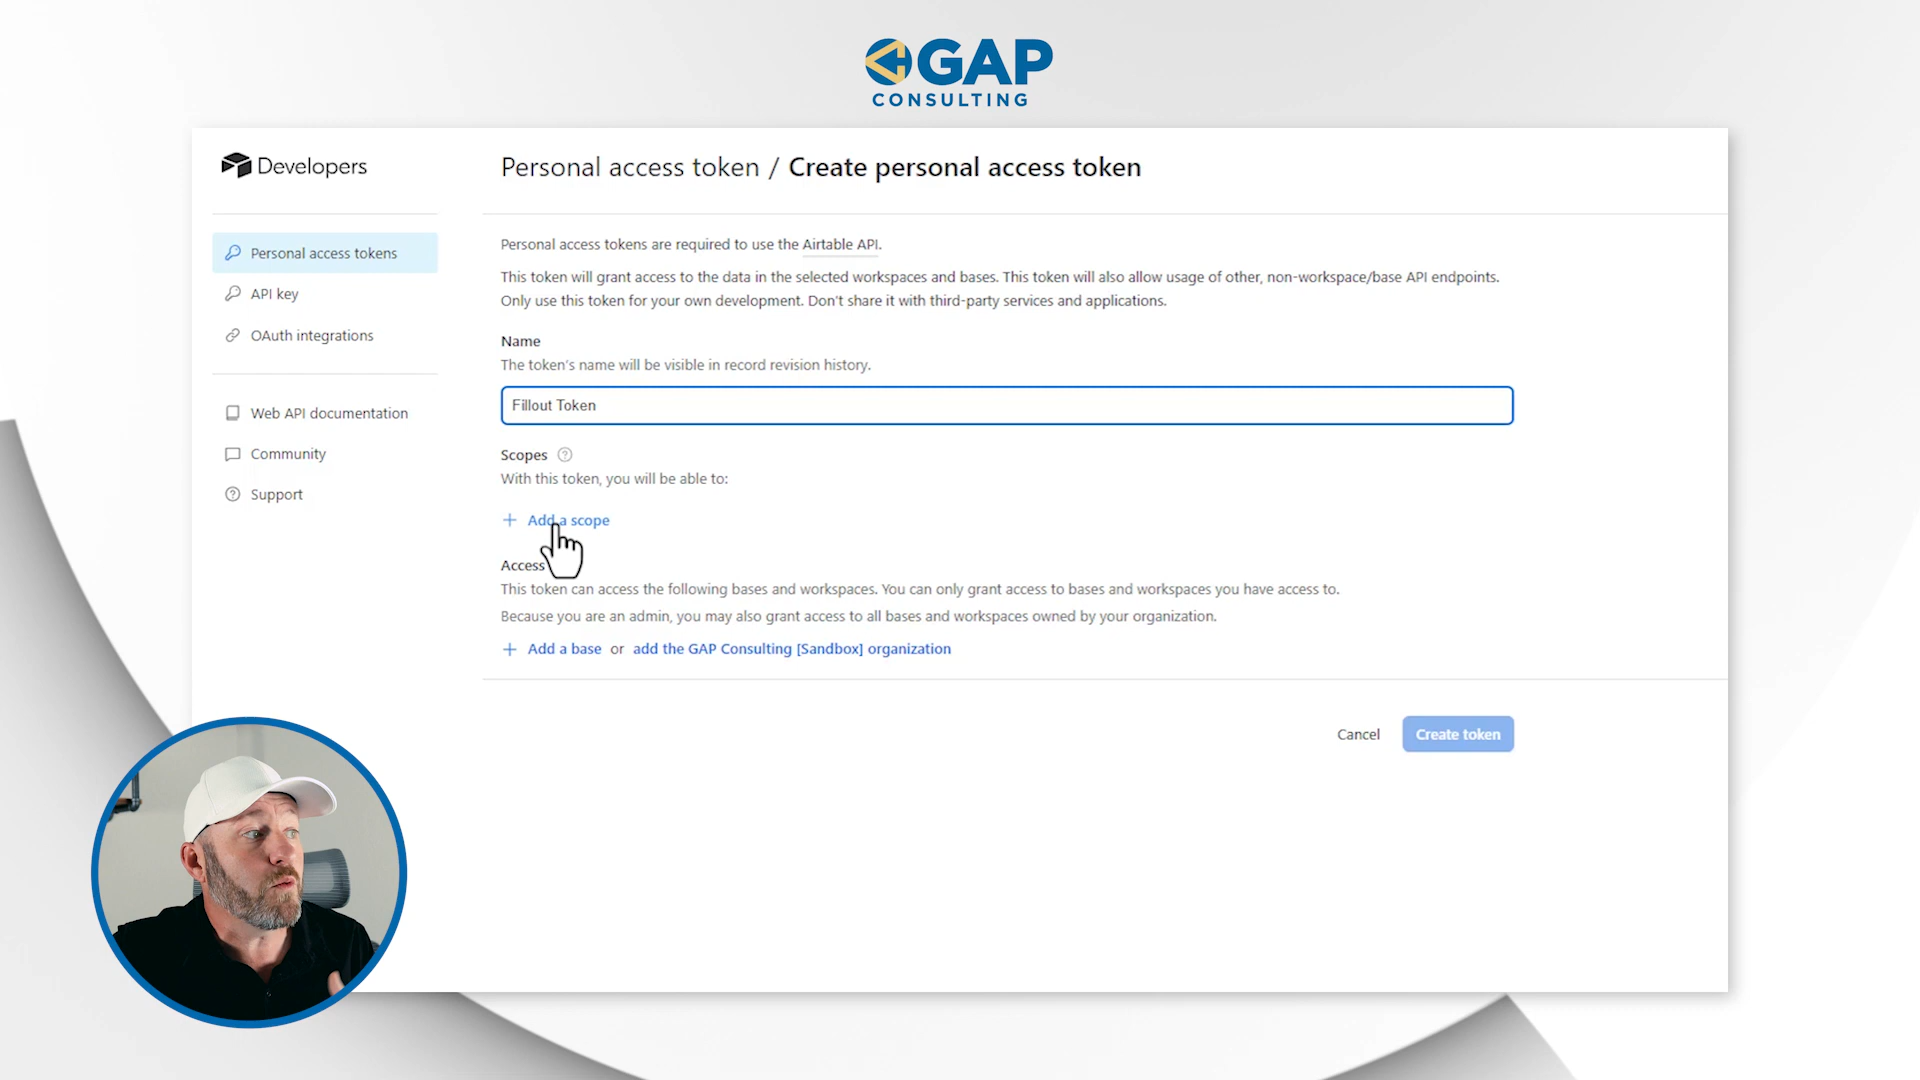 GAP
CONSULTING
Developers
Personal access token / Create personal access token
Personal access tokens
API key
OAuth integrations
Web API documentation
Community
Support
Personal access tokens are required to use the Airtable API.
This token will grant access to the data in the selected workspaces and bases. This token will also allow usage of other, non-workspace/base API endpoints.
Only use this token for your own development. Don't share it with third-party services and applications.
Name
The token's name will be visible in record revision history.
Fillout Token
Scopes ?
With this token, you will be able to:
+ Add a scope
Access
This token can access the following bases and workspaces. You can only grant access to bases and workspaces you have access to.
Because you are an admin, you may also grant access to all bases and workspaces owned by your organization.
+ Add a base or add the GAP Consulting [Sandbox] organization
Cancel
Create token